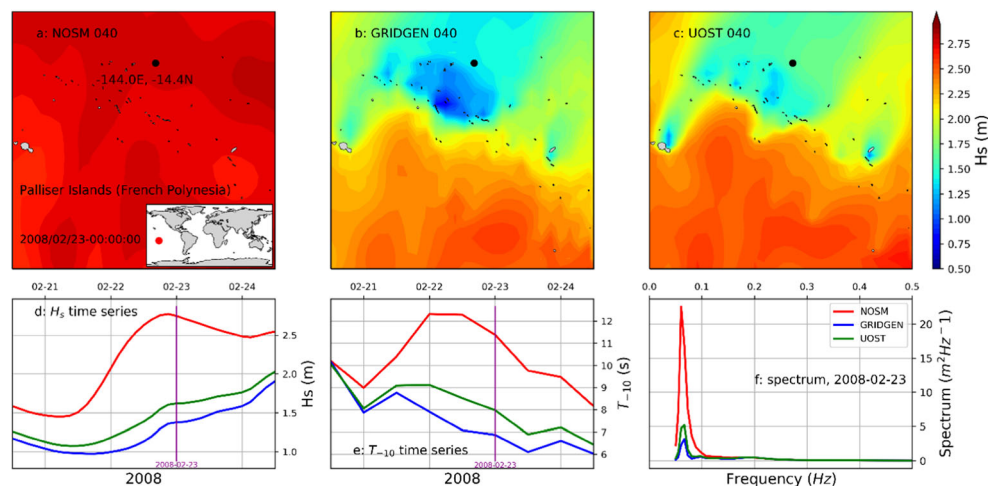 a: NOSM 040
-144.0E, -14.4N
Palliser Islands (French Polynesia)
2008/02/23-00:00:00
b: GRIDGEN 040
c: UOST 040
2.75
2.50
2.25
2.00
1.75
1.50
1.25
1.00
0.75
0.50
Hs (m)
02-21 02-22 02-23 02-24
d: Hs time series
2.5
2.0
1.5
1.0
Hs (m)
2008-02-23
2008
02-21 02-22 02-23 02-24
12
11
10
9
8
7
6
T−10 (s)
e: T−10 time series
2008-02-23
2008
0.0 0.1 0.2 0.3 0.4 0.5
NOSM
GRIDGEN
UOST
f: spectrum, 2008-02-23
20
15
10
5
0
Spectrum (m²Hz−1)
Frequency (Hz)